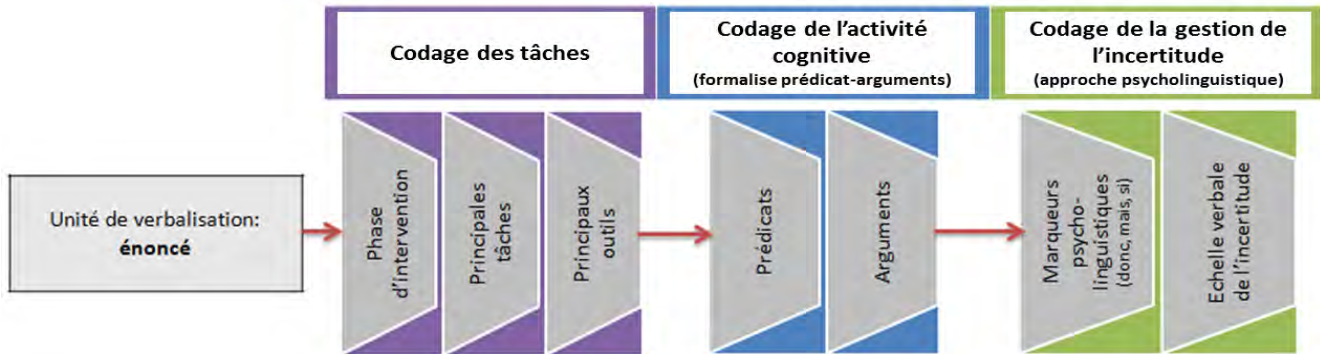 Codage des tâches
Codage de l'activité
cognitive
(formalise prédicat-arguments)
Codage de la gestion de
l'incertitude
(approche psycholinguistique)
Unité de verbalisation:
énoncé
Phase
d'intervention
Principales
tâches
Principaux
outils
Prédicats
Arguments
Marqueurs
psycho-
linguistiques
(donc, mais, si)
Echelle verbale
de l'incertitude